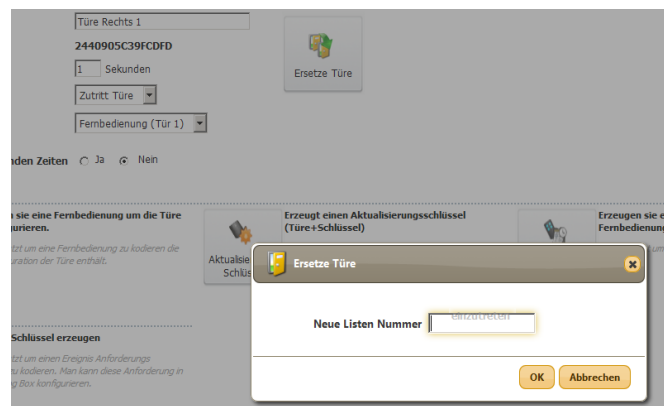 Türe Rechts 1
2440905C39FCDFD
1 Sekunden
Ersetze Türe
Zutritt Türe
Fernbedienung (Tür 1)
nden Zeiten Ja Nein
sie eine Fernbedienung um die Türe
urieren.
tzt um eine Fernbedienung zu kodieren die
uration der Türe enthält.
Aktualisie
Schlüs
Erzeugt einen Aktualisierungsschlüssel
(Türe+Schlüssel)
Erzeugen sie e
Fernbedienung
um
Ersetze Türe
Neue Listen Nummer einzutreten
OK Abbrechen
Schlüssel erzeugen
tzt um einen Ereignis Anforderungs
u kodieren. Man kann diese Anforderung in
g Box konfigurieren.